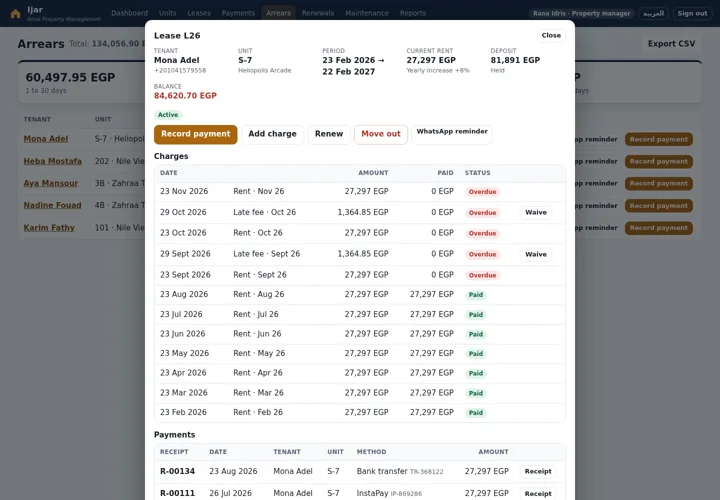 Ijar
Amal Property Management
Dashboard Units Leases Payments Arrears Renewals Maintenance Reports
Rana Idris · Property manager العربية Sign out
Arrears Total: 134,056.90 E
Export CSV
60,497.95 EGP P
1 to 30 days
TENANT UNIT
Mona Adel S-7 · Heliopol pp reminder Record payment
Heba Mostafa 202 · Nile Vie pp reminder Record payment
Aya Mansour 3B · Zahraa T pp reminder Record payment
Nadine Fouad 4B · Zahraa T pp reminder Record payment
Karim Fathy 101 · Nile Vie pp reminder Record payment
Lease L26 Close
TENANT UNIT PERIOD CURRENT RENT DEPOSIT
Mona Adel S-7 23 Feb 2026 → 27,297 EGP 81,891 EGP
+201041579558 Heliopolis Arcade 22 Feb 2027 Yearly increase +8% Held
BALANCE
84,620.70 EGP
Active
Record payment Add charge Renew Move out WhatsApp reminder
Charges
DATE AMOUNT PAID STATUS
23 Nov 2026 Rent · Nov 26 27,297 EGP 0 EGP Overdue
29 Oct 2026 Late fee · Oct 26 1,364.85 EGP 0 EGP Overdue Waive
23 Oct 2026 Rent · Oct 26 27,297 EGP 0 EGP Overdue
29 Sept 2026 Late fee · Sept 26 1,364.85 EGP 0 EGP Overdue Waive
23 Sept 2026 Rent · Sept 26 27,297 EGP 0 EGP Overdue
23 Aug 2026 Rent · Aug 26 27,297 EGP 27,297 EGP Paid
23 Jul 2026 Rent · Jul 26 27,297 EGP 27,297 EGP Paid
23 Jun 2026 Rent · Jun 26 27,297 EGP 27,297 EGP Paid
23 May 2026 Rent · May 26 27,297 EGP 27,297 EGP Paid
23 Apr 2026 Rent · Apr 26 27,297 EGP 27,297 EGP Paid
23 Mar 2026 Rent · Mar 26 27,297 EGP 27,297 EGP Paid
23 Feb 2026 Rent · Feb 26 27,297 EGP 27,297 EGP Paid
Payments
RECEIPT DATE TENANT UNIT METHOD AMOUNT
R-00134 23 Aug 2026 Mona Adel S-7 Bank transfer TR-368122 27,297 EGP Receipt
R-00111 26 Jul 2026 Mona Adel S-7 InstaPay IP-869286 27,297 EGP Receipt